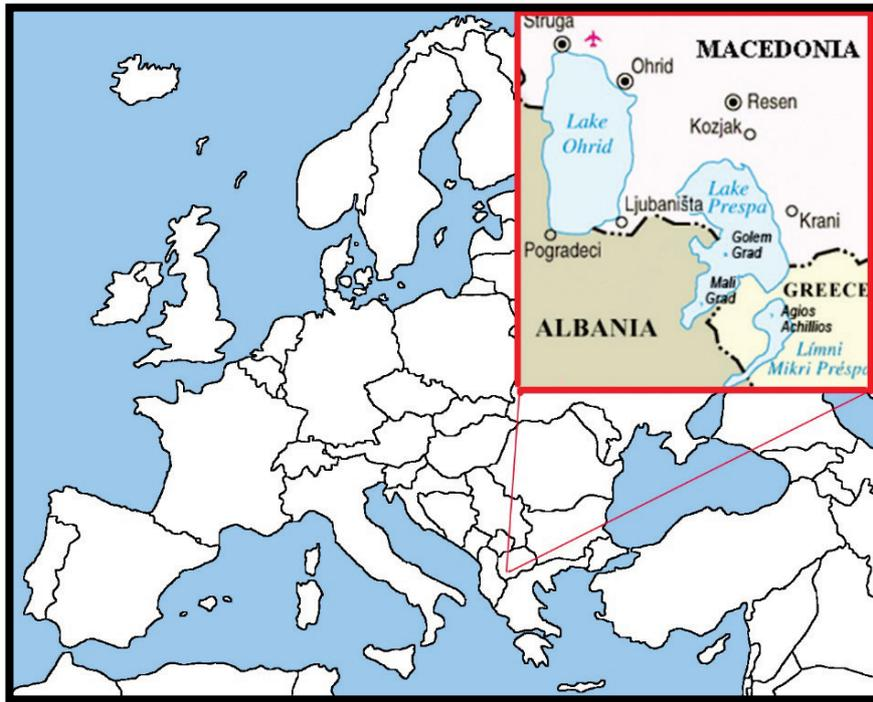 Struga
MACEDONIA
Ohrid
Resen
Kozjak
Lake
Ohrid
Lake
Prespa
Ljubaništa
Krani
Pogradeci
Golem
Grad
Mali
Grad
GREECE
Agios
Achillios
ALBANIA
Límni
Mikri Préspa